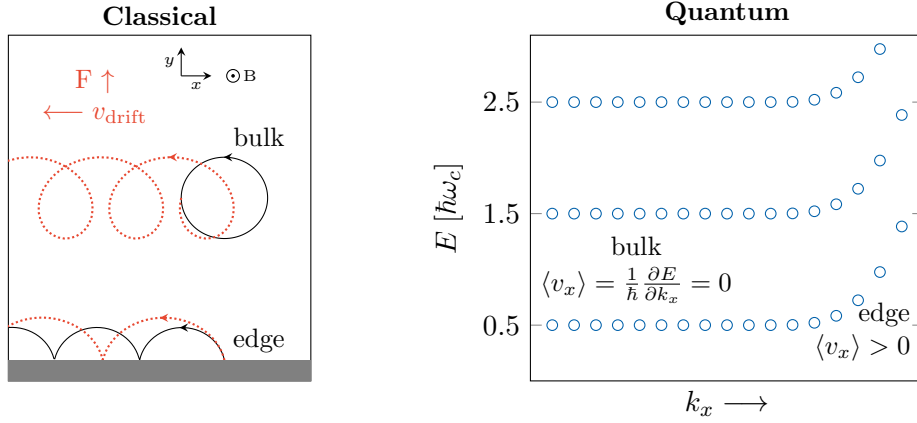 Classical
F ↑
← v_drift
y
x
⊙ B
bulk
edge
Quantum
E [ħω_c]
2.5
1.5
0.5
bulk
⟨v_x⟩ = 1/ħ ∂E/∂k_x = 0
edge
⟨v_x⟩ > 0
k_x ⟶